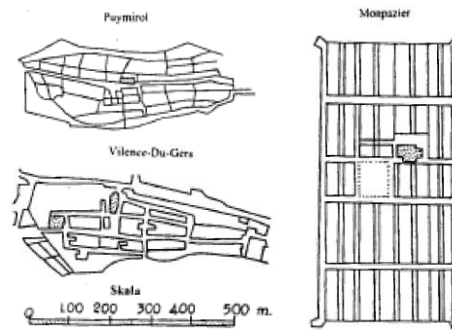 Puymirol
Monpazier
Vilence-Du-Gers
Skala
0 100 200 300 400 500 m.